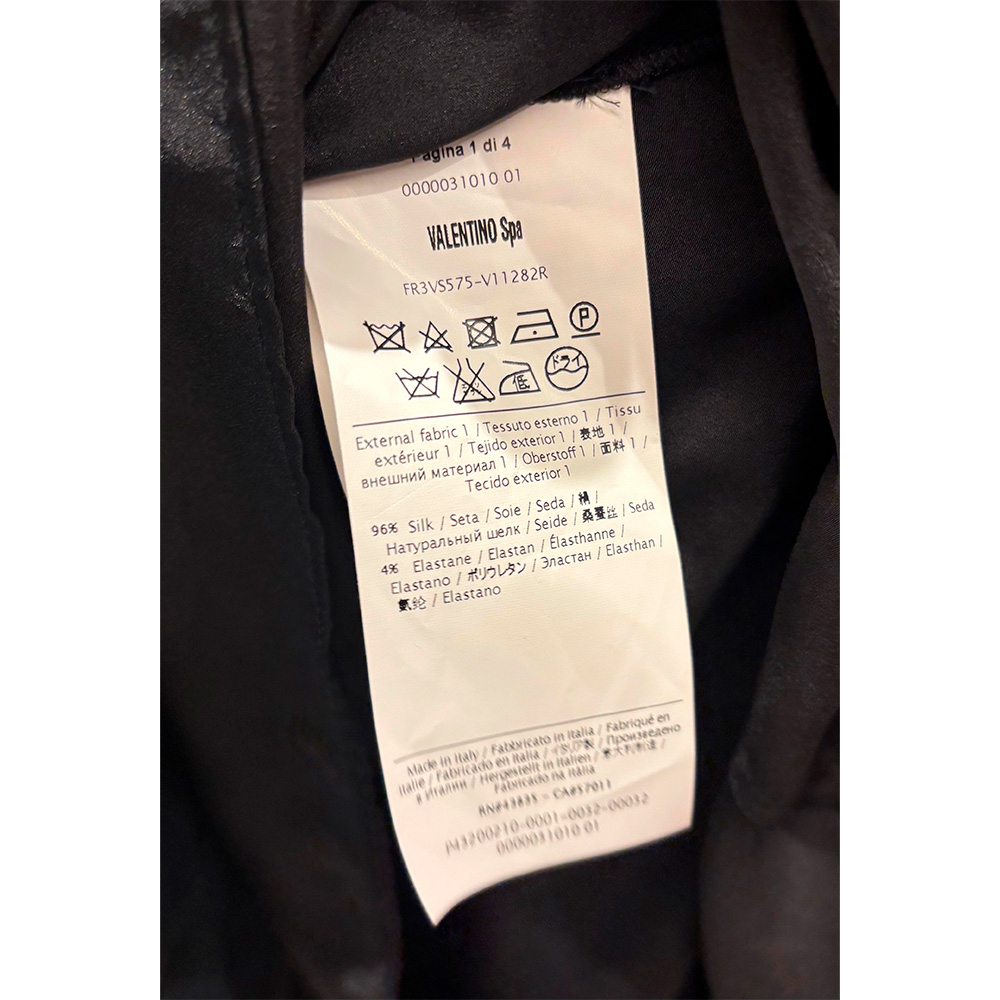 Pagina 1 di 4
0000031010 01
VALENTINO Spa
FR3VS575-V11282R
P
低 ドライ
External fabric 1 / Tessuto esterno 1 / Tissu
extérieur 1 / Tejido exterior 1 / 表地 1 /
внешний материал 1 / Oberstoff 1 / 面料 1 /
Tecido exterior 1
96% Silk / Seta / Soie / Seda / 絹 /
Натуральный шелк / Seide / 桑蚕丝 / Seda
4% Elastane / Elastan / Élasthanne /
Elastano / ポリウレタン / Эластан / Elasthan /
氨纶 / Elastano
Made in Italy / Fabbricato in Italia / Fabriqué en
Italie / Fabricado en Italia / イタリア製 / Произведено
в Италии / Hergestellt in Italien / 意大利制造 /
Fabricado na Itália
RN#43835 - CA#57011
JM3200210-0001-0032-00032
0000031010 01